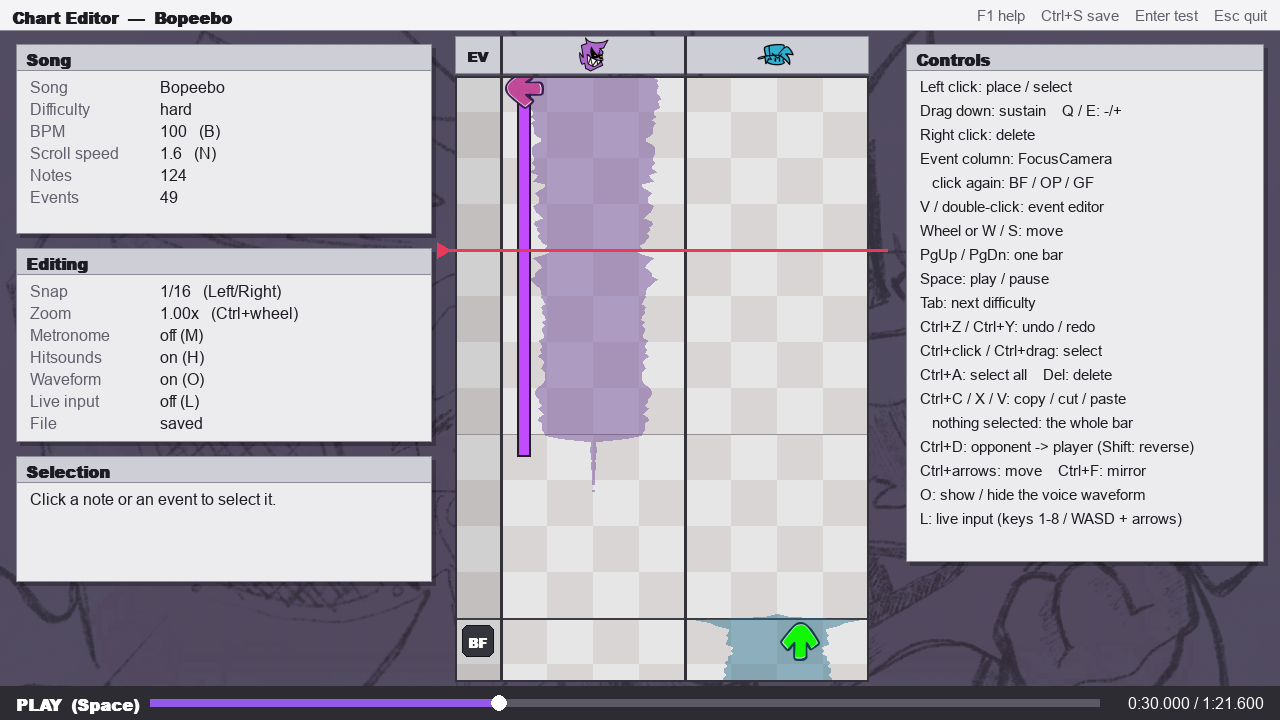 Chart Editor — Bopeebo
F1 help Ctrl+S save Enter test Esc quit
Song
Song Bopeebo
Difficulty hard
BPM 100 (B)
Scroll speed 1.6 (N)
Notes 124
Events 49
Editing
Snap 1/16 (Left/Right)
Zoom 1.00x (Ctrl+wheel)
Metronome off (M)
Hitsounds on (H)
Waveform on (O)
Live input off (L)
File saved
Selection
Click a note or an event to select it.
EV
BF
Controls
Left click: place / select
Drag down: sustain Q / E: -/+
Right click: delete
Event column: FocusCamera
click again: BF / OP / GF
V / double-click: event editor
Wheel or W / S: move
PgUp / PgDn: one bar
Space: play / pause
Tab: next difficulty
Ctrl+Z / Ctrl+Y: undo / redo
Ctrl+click / Ctrl+drag: select
Ctrl+A: select all Del: delete
Ctrl+C / X / V: copy / cut / paste
nothing selected: the whole bar
Ctrl+D: opponent -> player (Shift: reverse)
Ctrl+arrows: move Ctrl+F: mirror
O: show / hide the voice waveform
L: live input (keys 1-8 / WASD + arrows)
PLAY (Space)
0:30.000 / 1:21.600